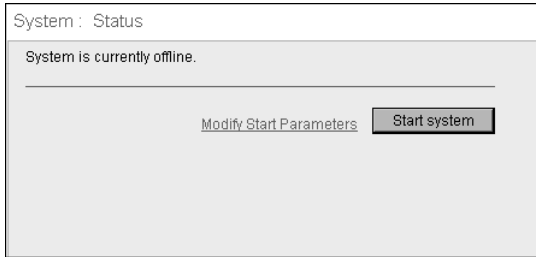 System : Status
System is currently offline.
Modify Start Parameters Start system